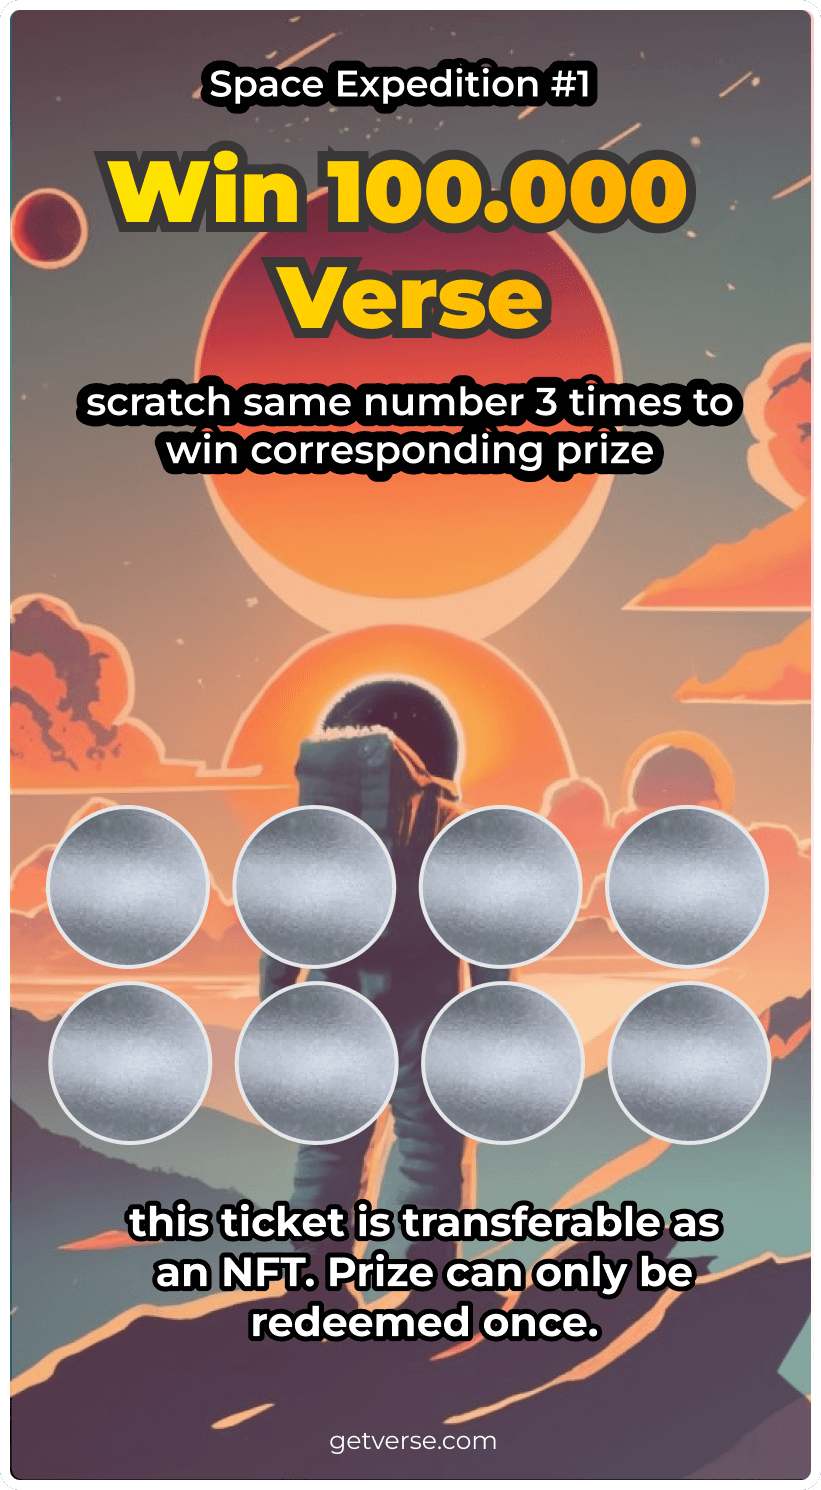 Space Expedition #1
Win 100.000
Verse
scratch same number 3 times to
win corresponding prize
this ticket is transferable as
an NFT. Prize can only be
redeemed once.
getverse.com